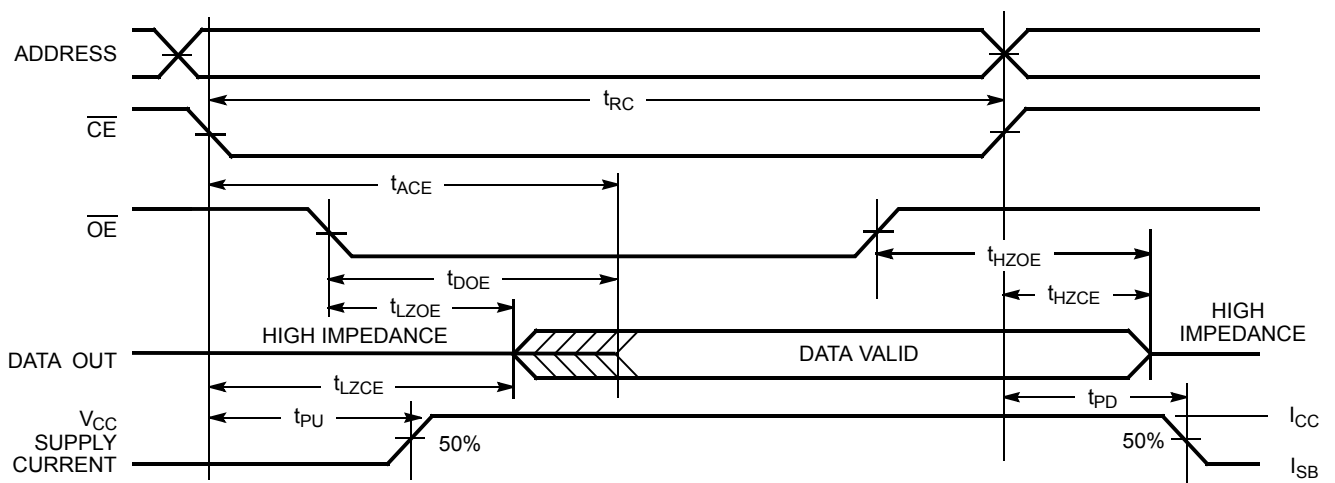 ADDRESS
tRC
CE
tACE
OE
tHZOE
tDOE
tHZCE
tLZOE
HIGH IMPEDANCE
HIGH
IMPEDANCE
DATA OUT
DATA VALID
tLZCE
tPU
tPD
VCC
SUPPLY
CURRENT
50%
50%
ICC
ISB